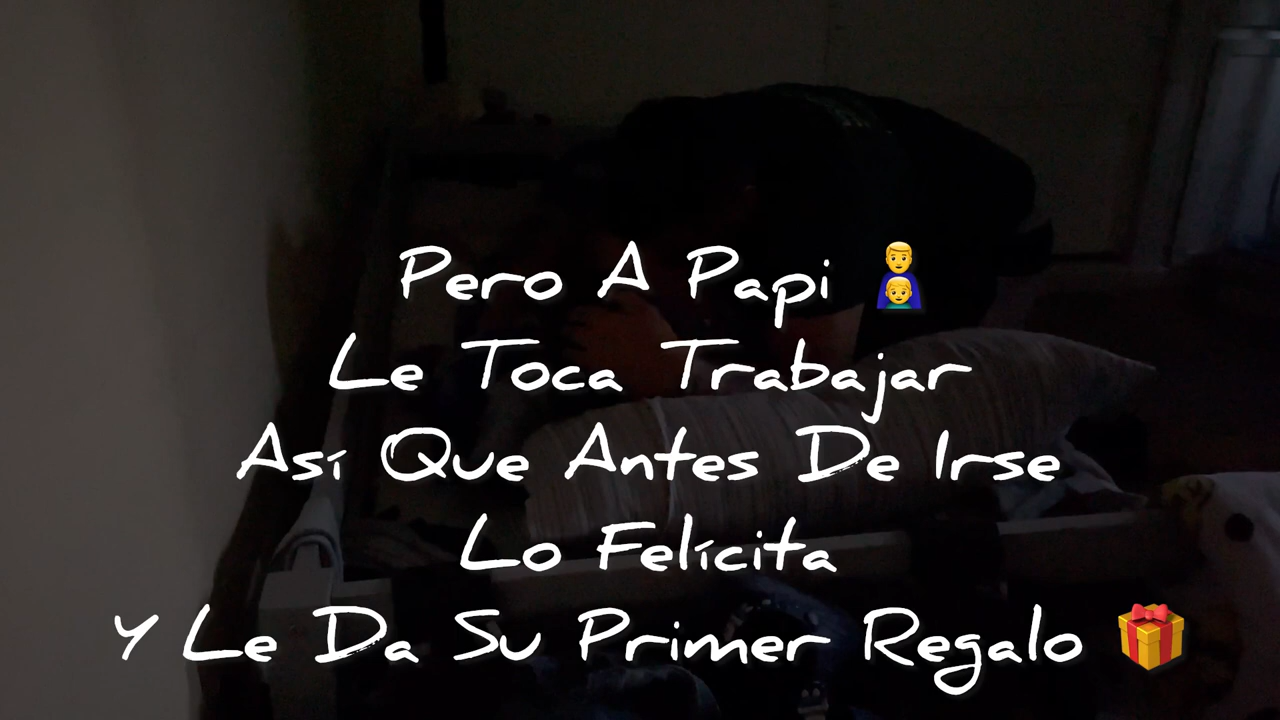 Pero A Papi 👨‍👦
Le Toca Trabajar
Así Que Antes De Irse
Lo Felícita
Y Le Da Su Primer Regalo 🎁